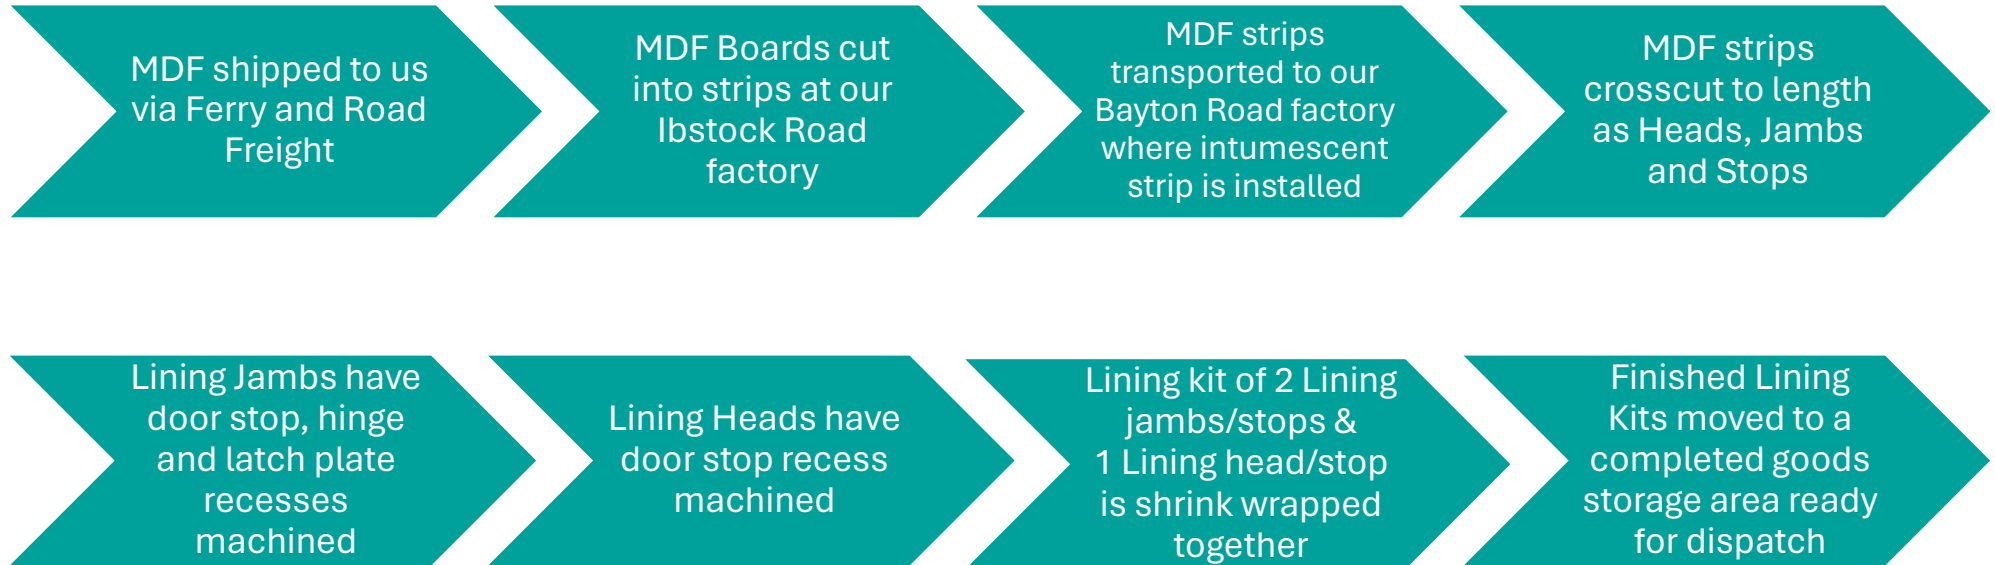 MDF shipped to us
via Ferry and Road
Freight
MDF Boards cut
into strips at our
Ibstock Road
factory
MDF strips
transported to our
Bayton Road factory
where intumescent
strip is installed
MDF strips
crosscut to length
as Heads, Jambs
and Stops
Lining Jambs have
door stop, hinge
and latch plate
recesses
machined
Lining Heads have
door stop recess
machined
Lining kit of 2 Lining
jambs/stops &
1 Lining head/stop
is shrink wrapped
together
Finished Lining
Kits moved to a
completed goods
storage area ready
for dispatch